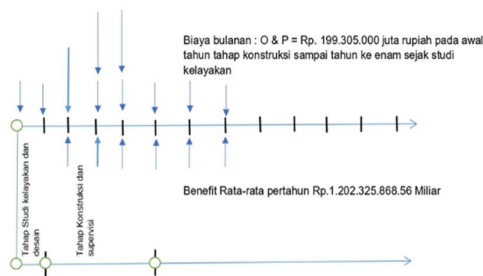 Biaya bulanan : O & P = Rp. 199.305.000 juta rupiah pada awal
tahun tahap konstruksi sampai tahun ke enam sejak studi
kelayakan
Tahap Studi kelayakan dan
desain
Tahap Konstruksi dan
supervisi
Benefit Rata-rata pertahun Rp.1.202.325.868.56 Miliar